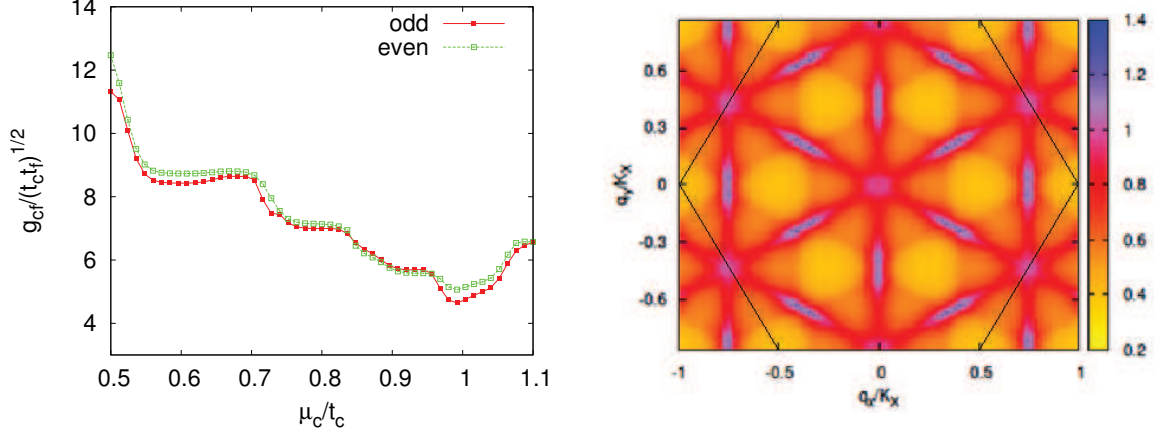 14
12
10
8
6
4
g_cf/(t_c t_f)^1/2
odd
even
0.5 0.6 0.7 0.8 0.9 1 1.1
μ_c/t_c
0.6
0.3
0
-0.3
-0.6
q_y/K_X
-1 -0.5 0 0.5 1
q_x/K_X
1.4
1.2
1
0.8
0.6
0.4
0.2